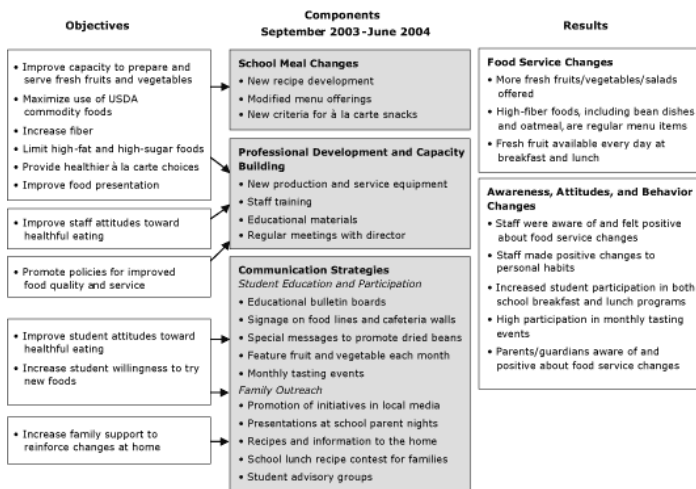 Objectives
Components
September 2003-June 2004
Results
• Improve capacity to prepare and
serve fresh fruits and vegetables
• Maximize use of USDA
commodity foods
• Increase fiber
• Limit high-fat and high-sugar foods
• Provide healthier à la carte choices
• Improve food presentation
• Improve staff attitudes toward
healthful eating
• Promote policies for improved
food quality and service
• Improve student attitudes toward
healthful eating
• Increase student willingness to try
new foods
• Increase family support to
reinforce changes at home
School Meal Changes
• New recipe development
• Modified menu offerings
• New criteria for à la carte snacks
Professional Development and Capacity
Building
• New production and service equipment
• Staff training
• Educational materials
• Regular meetings with director
Communication Strategies
Student Education and Participation
• Educational bulletin boards
• Signage on food lines and cafeteria walls
• Special messages to promote dried beans
• Feature fruit and vegetable each month
• Monthly tasting events
Family Outreach
• Promotion of initiatives in local media
• Presentations at school parent nights
• Recipes and information to the home
• School lunch recipe contest for families
• Student advisory groups
Food Service Changes
• More fresh fruits/vegetables/salads
offered
• High-fiber foods, including bean dishes
and oatmeal, are regular menu items
• Fresh fruit available every day at
breakfast and lunch
Awareness, Attitudes, and Behavior
Changes
• Staff were aware of and felt positive
about food service changes
• Staff made positive changes to
personal habits
• Increased student participation in both
school breakfast and lunch programs
• High participation in monthly tasting
events
• Parents/guardians aware of and
positive about food service changes